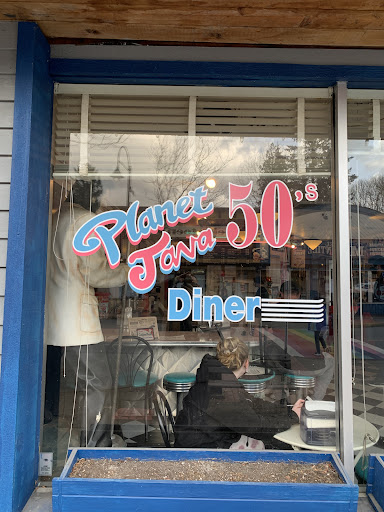 Planet
Java 50's
Diner